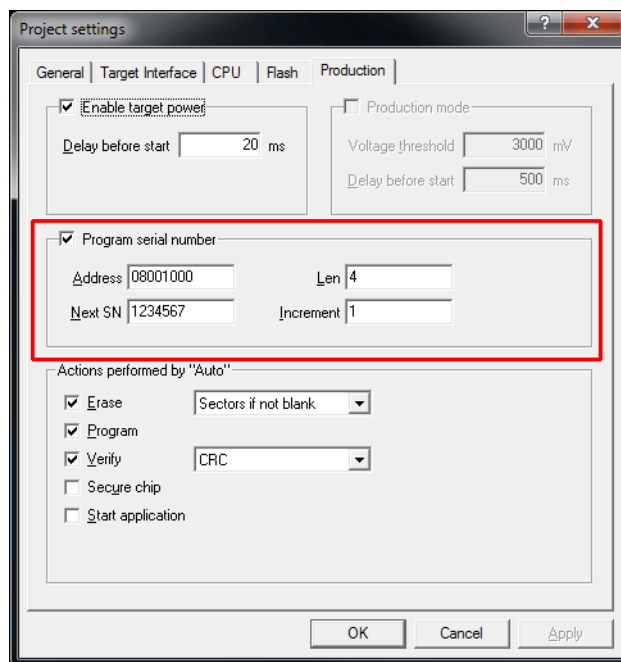 Project settings
General Target Interface CPU Flash Production
Enable target power
Delay before start 20 ms
Production mode
Voltage threshold 3000 mV
Delay before start 500 ms
Program serial number
Address 08001000 Len 4
Next SN 1234567 Increment 1
Actions performed by "Auto"
Erase Sectors if not blank
Program
Verify CRC
Secure chip
Start application
OK Cancel Apply